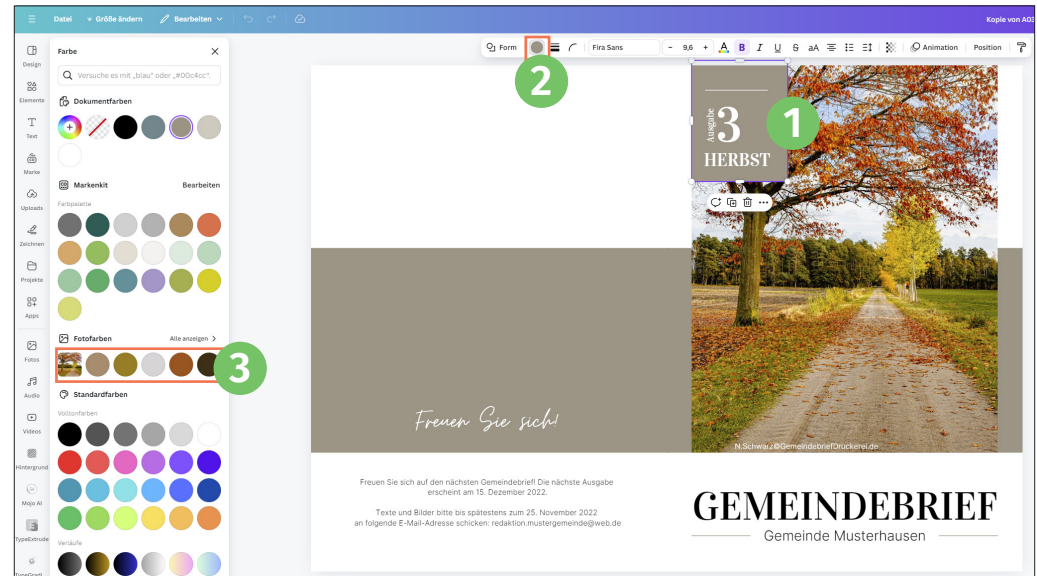 Datei
Größe ändern
Bearbeiten
Kopie von A03
Design
Elemente
Text
Marke
Uploads
Zeichnen
Projekte
Apps
Fotos
Audio
Videos
Hintergrund
Mojo AI
TypeExtrude
TypeGradi
Farbe
Versuche es mit „blau" oder „#00c4cc".
Dokumentfarben
Markenkit
Bearbeiten
Farbpalette
Fotofarben
Alle anzeigen
3
Standardfarben
Volltonfarben
Verläufe
Form
Fira Sans
- 9,6 +
A B I U S aA
Animation
Position
2
Ausgabe
3
HERBST
1
Freuen Sie sich!
N.Schwarz©GemeindebriefDruckerei.de
Freuen Sie sich auf den nächsten Gemeindebrief! Die nächste Ausgabe
erscheint am 15. Dezember 2022.
Texte und Bilder bitte bis spätestens zum 25. November 2022
an folgende E-Mail-Adresse schicken: redaktion.mustergemeinde@web.de
GEMEINDEBRIEF
Gemeinde Musterhausen